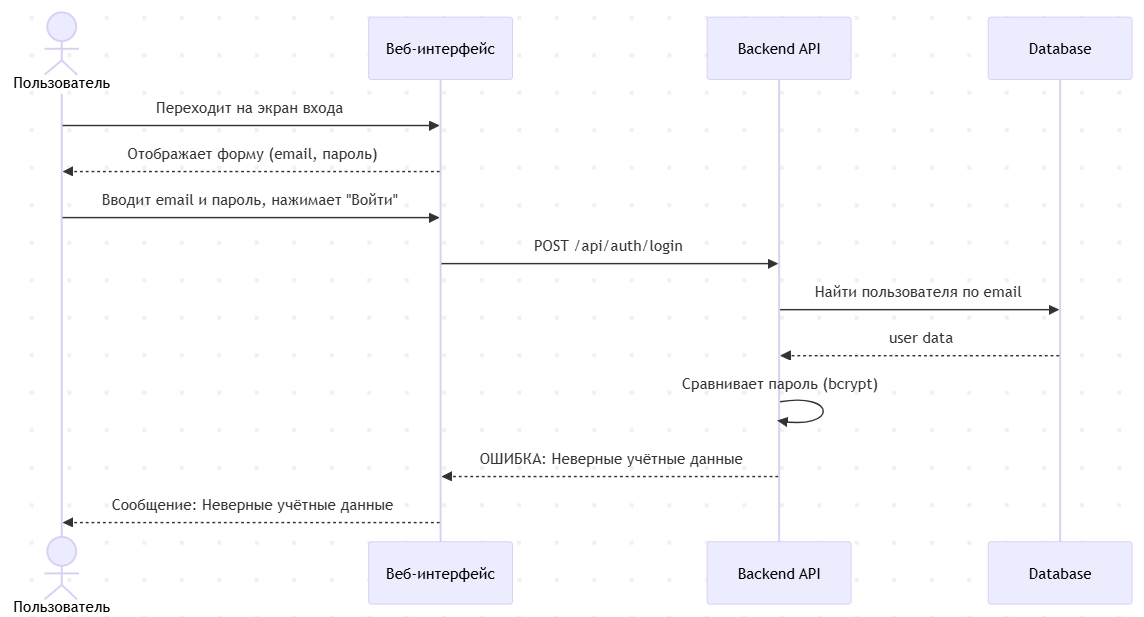 Веб-интерфейс
Backend API
Database
Пользователь
Переходит на экран входа
Отображает форму (email, пароль)
Вводит email и пароль, нажимает "Войти"
POST /api/auth/login
Найти пользователя по email
user data
Сравнивает пароль (bcrypt)
ОШИБКА: Неверные учётные данные
Сообщение: Неверные учётные данные
Веб-интерфейс
Backend API
Database
Пользователь